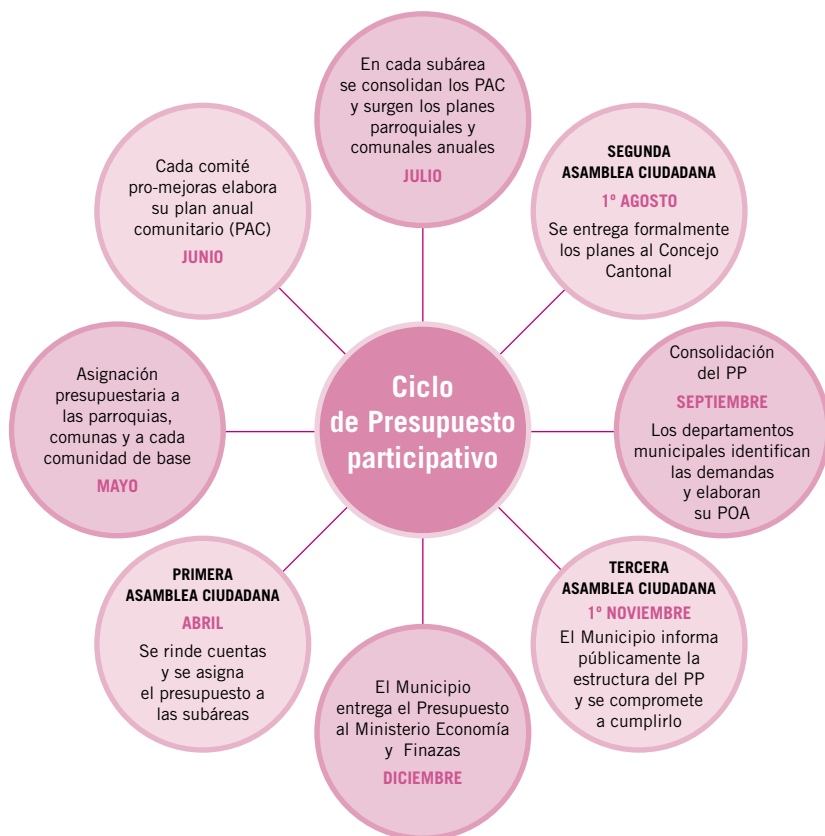 En cada subárea
se consolidan los PAC
y surgen los planes
parroquiales y
comunales anuales
JULIO
SEGUNDA
ASAMBLEA CIUDADANA
1º AGOSTO
Se entrega formalmente
los planes al Concejo
Cantonal
Consolidación
del PP
SEPTIEMBRE
Los departamentos
municipales identifican
las demandas
y elaboran
su POA
TERCERA
ASAMBLEA CIUDADANA
1º NOVIEMBRE
El Municipio informa
públicamente la
estructura del PP
y se compromete
a cumplirlo
El Municipio
entrega el Presupuesto
al Ministerio Economía
y Finazas
DICIEMBRE
PRIMERA
ASAMBLEA CIUDADANA
ABRIL
Se rinde cuentas
y se asigna
el presupuesto a
las subáreas
Asignación
presupuestaria a
las parroquias,
comunas y a cada
comunidad de base
MAYO
Cada comité
pro-mejoras elabora
su plan anual
comunitario (PAC)
JUNIO
Ciclo
de Presupuesto
participativo